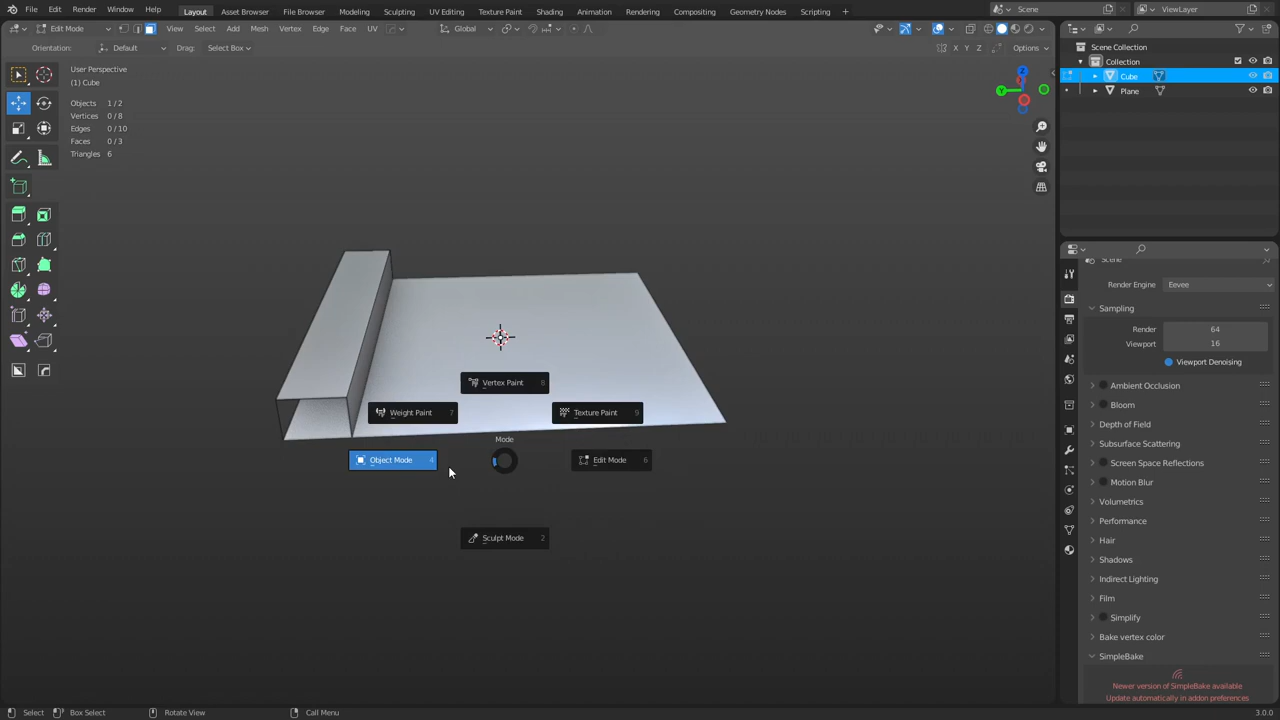 File Edit Render Window Help Layout Asset Browser File Browser Modeling Sculpting UV Editing Texture Paint Shading Animation Rendering Compositing Geometry Nodes Scripting + Scene ViewLayer
Edit Mode View Select Add Mesh Vertex Edge Face UV Global
Orientation: Default Drag: Select Box X Y Z Options
User Perspective
(1) Cube
Objects 1 / 2
Vertices 0 / 8
Edges 0 / 10
Faces 0 / 3
Triangles 6
Z
Y
Vertex Paint 8
Weight Paint 7
Texture Paint 9
Mode
Object Mode 4
Edit Mode 6
Sculpt Mode 2
Scene Collection
Collection
Cube
Plane
Scene
Render Engine Eevee
Sampling
Render 64
Viewport 16
Viewport Denoising
Ambient Occlusion
Bloom
Depth of Field
Subsurface Scattering
Screen Space Reflections
Motion Blur
Volumetrics
Performance
Hair
Shadows
Indirect Lighting
Film
Simplify
Bake vertex color
SimpleBake
Newer version of SimpleBake available
Update automatically in addon preferences
Select Box Select Rotate View Call Menu 3.0.0